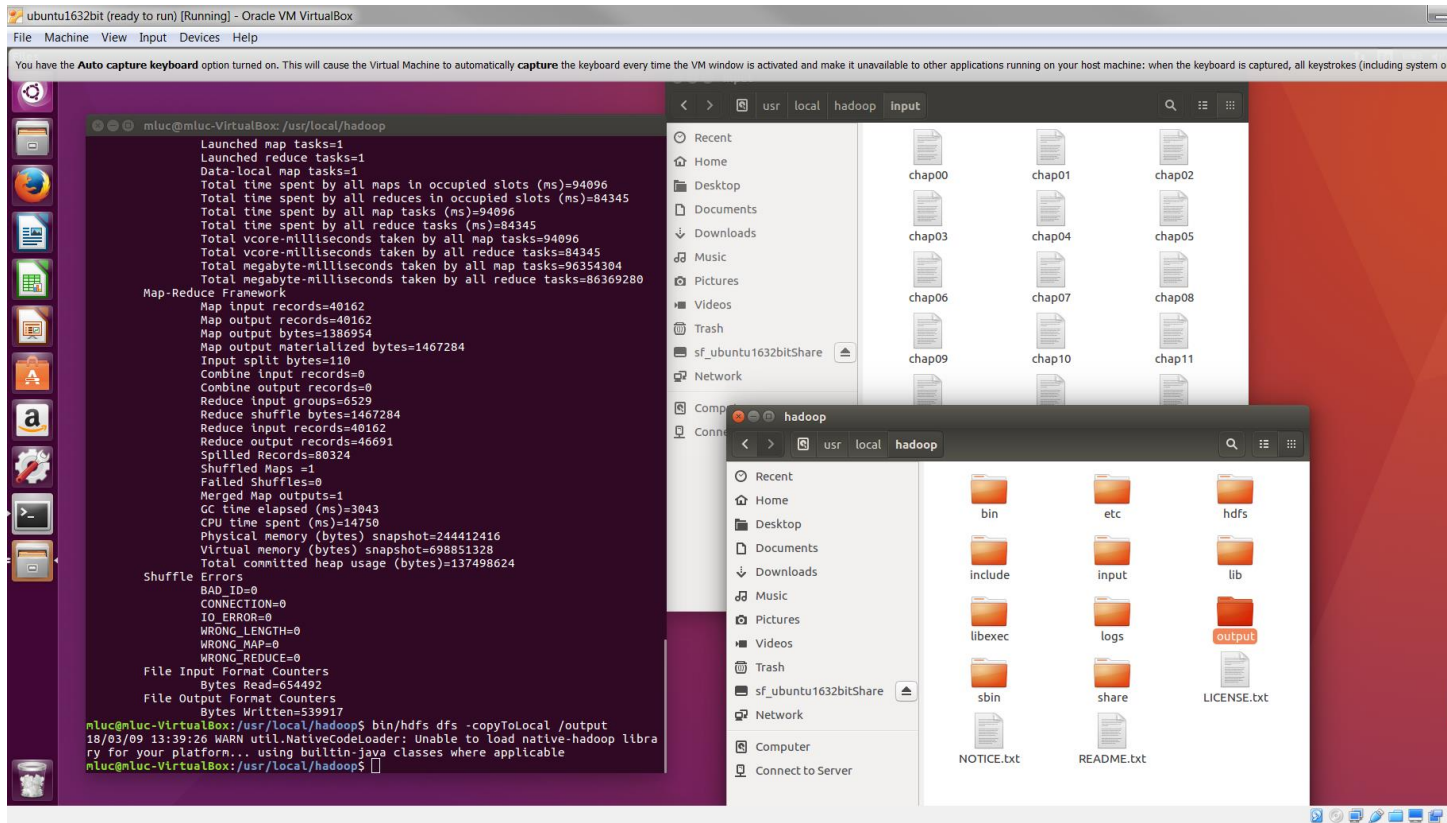 ubuntu1632bit (ready to run) [Running] - Oracle VM VirtualBox
File Machine View Input Devices Help
You have the Auto capture keyboard option turned on. This will cause the Virtual Machine to automatically capture the keyboard every time the VM window is activated and make it unavailable to other applications running on your host machine: when the keyboard is captured, all keystrokes (including system o
mluc@mluc-VirtualBox: /usr/local/hadoop
Launched map tasks=1
Launched reduce tasks=1
Data-local map tasks=1
Total time spent by all maps in occupied slots (ms)=94096
Total time spent by all reduces in occupied slots (ms)=84345
Total time spent by all map tasks (ms)=94096
Total time spent by all reduce tasks (ms)=84345
Total vcore-milliseconds taken by all map tasks=94096
Total vcore-milliseconds taken by all reduce tasks=84345
Total megabyte-milliseconds taken by all map tasks=96354304
Total megabyte-milliseconds taken by all reduce tasks=86369280
Map-Reduce Framework
Map input records=40162
Map output records=40162
Map output bytes=1386954
Map output materialized bytes=1467284
Input split bytes=110
Combine input records=0
Combine output records=0
Reduce input groups=6529
Reduce shuffle bytes=1467284
Reduce input records=40162
Reduce output records=46691
Spilled Records=80324
Shuffled Maps =1
Failed Shuffles=0
Merged Map outputs=1
GC time elapsed (ms)=3043
CPU time spent (ms)=14750
Physical memory (bytes) snapshot=244412416
Virtual memory (bytes) snapshot=698851328
Total committed heap usage (bytes)=137498624
Shuffle Errors
BAD_ID=0
CONNECTION=0
IO_ERROR=0
WRONG_LENGTH=0
WRONG_MAP=0
WRONG_REDUCE=0
File Input Format Counters
Bytes Read=654492
File Output Format Counters
Bytes Written=539917
mluc@mluc-VirtualBox:/usr/local/hadoop$ bin/hdfs dfs -copyToLocal /output
18/03/09 13:39:26 WARN util.NativeCodeLoader: Unable to load native-hadoop libra
ry for your platform... using builtin-java classes where applicable
mluc@mluc-VirtualBox:/usr/local/hadoop$
usr local hadoop input
Recent
Home
Desktop
Documents
Downloads
Music
Pictures
Videos
Trash
sf_ubuntu1632bitShare
Network
Comp
Conne
chap00 chap01 chap02
chap03 chap04 chap05
chap06 chap07 chap08
chap09 chap10 chap11
hadoop
usr local hadoop
Recent
Home
Desktop
Documents
Downloads
Music
Pictures
Videos
Trash
sf_ubuntu1632bitShare
Network
Computer
Connect to Server
bin etc hdfs
include input lib
libexec logs output
sbin share LICENSE.txt
NOTICE.txt README.txt